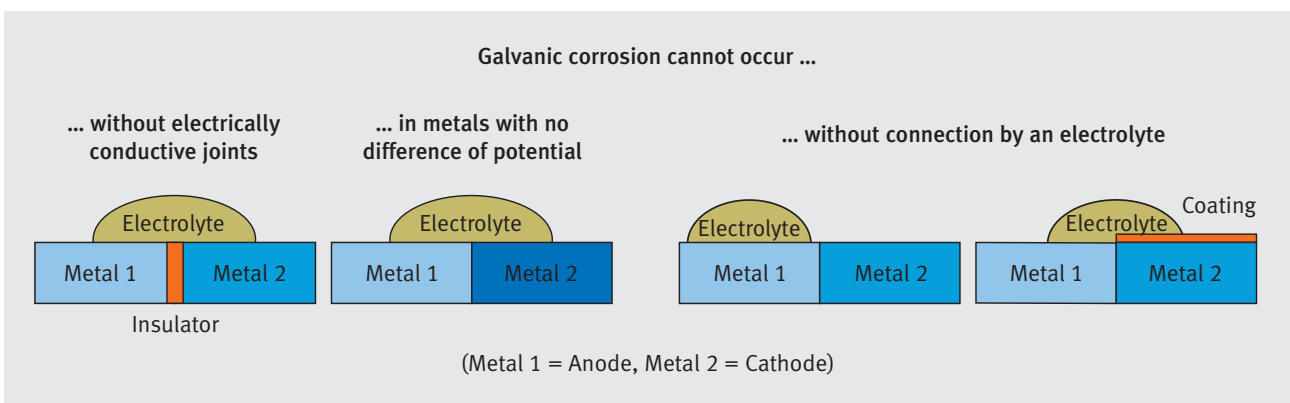 Galvanic corrosion cannot occur ...
... without electrically
conductive joints
... in metals with no
difference of potential
... without connection by an electrolyte
Electrolyte
Metal 1
Metal 2
Insulator
Electrolyte
Metal 1
Metal 2
Electrolyte
Metal 1
Metal 2
Electrolyte
Coating
Metal 1
Metal 2
(Metal 1 = Anode, Metal 2 = Cathode)